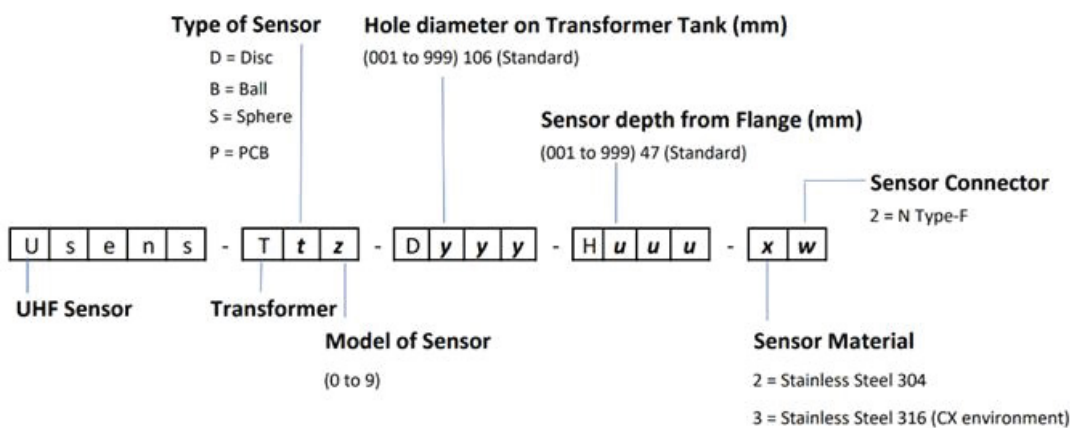 Type of Sensor
D = Disc
B = Ball
S = Sphere
P = PCB
Hole diameter on Transformer Tank (mm)
(001 to 999) 106 (Standard)
Sensor depth from Flange (mm)
(001 to 999) 47 (Standard)
Sensor Connector
2 = N Type-F
U s e n s - T t z - D y y y - H u u u - x w
UHF Sensor
Transformer
Model of Sensor
(0 to 9)
Sensor Material
2 = Stainless Steel 304
3 = Stainless Steel 316 (CX environment)